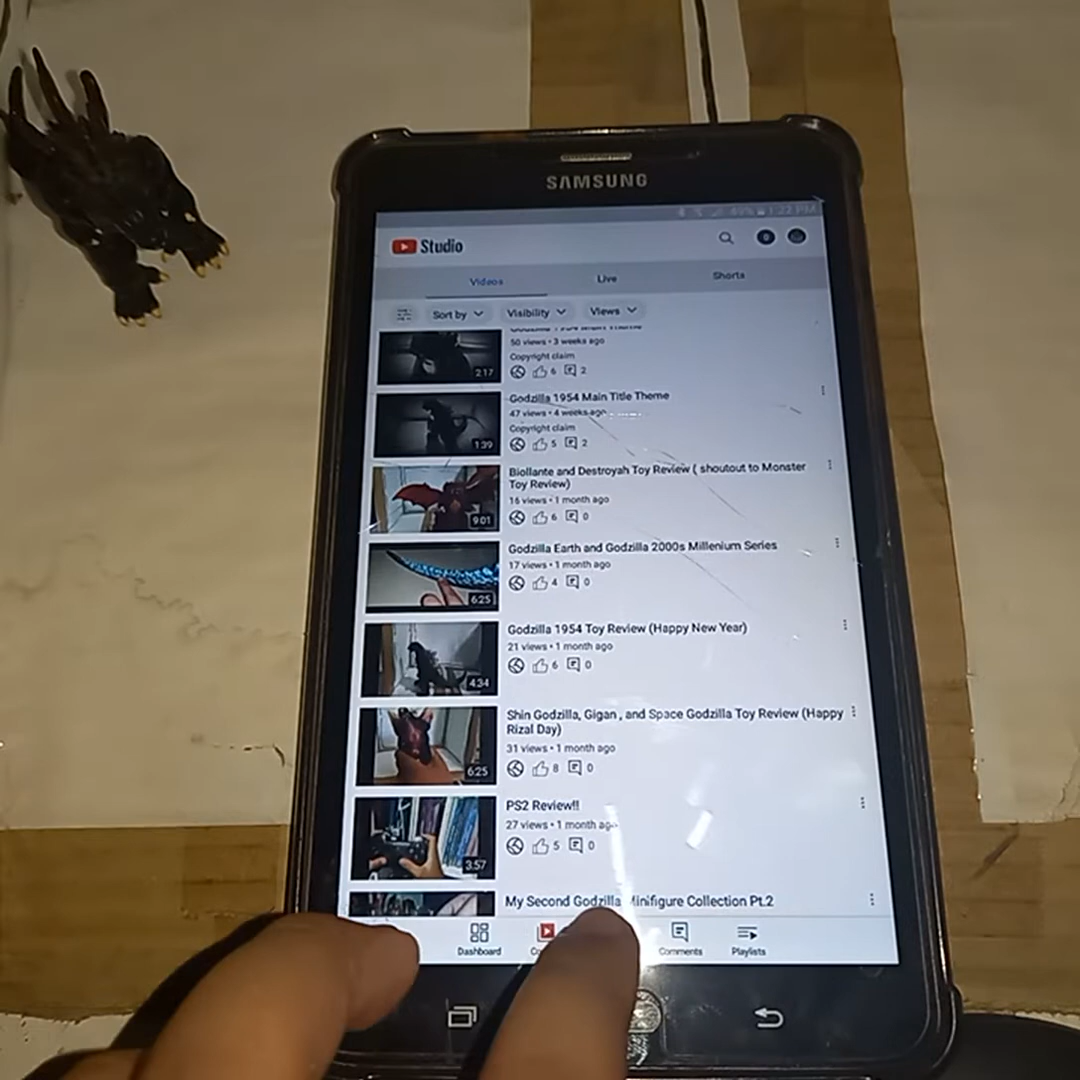 SAMSUNG
49% 1:22 PM
Studio
Videos Live Shorts
Sort by Visibility Views
50 views • 3 weeks ago
2:17
Copyright claim
6 2
Godzilla 1954 Main Title Theme
47 views • 4 weeks ago
Copyright claim
1:39
5 2
Biollante and Destroyah Toy Review ( shoutout to Monster
Toy Review)
16 views • 1 month ago
9:01
6 0
Godzilla Earth and Godzilla 2000s Millenium Series
17 views • 1 month ago
4 0
6:25
Godzilla 1954 Toy Review (Happy New Year)
21 views • 1 month ago
6 0
4:34
Shin Godzilla, Gigan , and Space Godzilla Toy Review (Happy
Rizal Day)
31 views • 1 month ago
6:25
8 0
PS2 Review!!
27 views • 1 month ago
5 0
3:57
My Second Godzilla Minifigure Collection Pt.2
Dashboard Comments Playlists